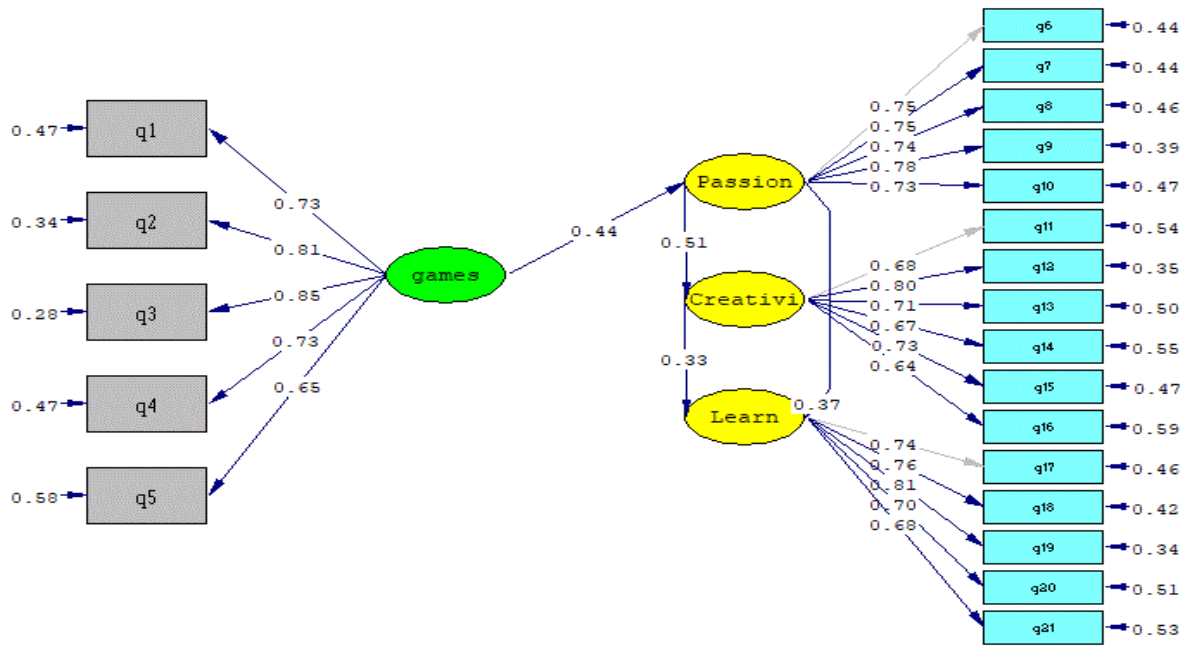 0.47 q1
0.34 q2
0.28 q3
0.47 q4
0.58 q5
0.73
0.81
0.85
0.73
0.65
games
0.44
Passion
0.51
Creativi
0.33
Learn
0.37
0.75
0.75
0.74
0.78
0.73
0.68
0.80
0.71
0.67
0.73
0.64
0.74
0.76
0.81
0.70
0.68
q6 0.44
q7 0.44
q8 0.46
q9 0.39
q10 0.47
q11 0.54
q12 0.35
q13 0.50
q14 0.55
q15 0.47
q16 0.59
q17 0.46
q18 0.42
q19 0.34
q20 0.51
q21 0.53